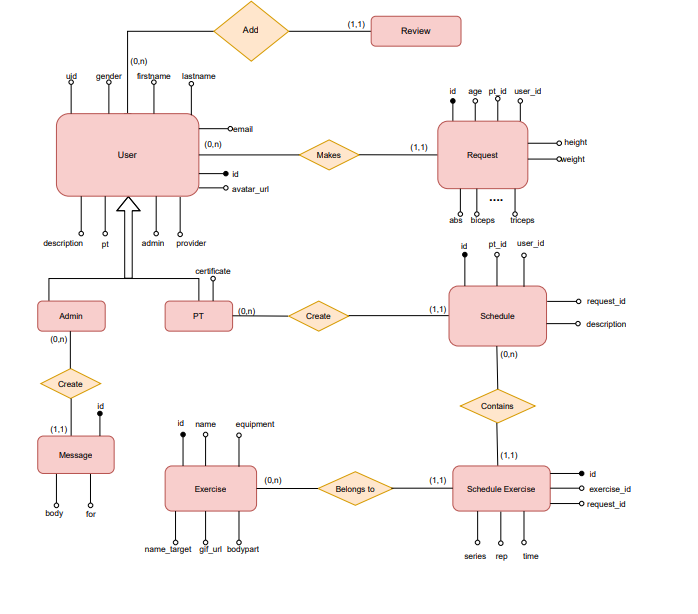 Add
(1,1)
Review
(0,n)
uid
gender
firstname
lastname
id
age
pt_id
user_id
email
(0,n)
User
Makes
(1,1)
Request
height
weight
id
avatar_url
....
abs
biceps
triceps
description
pt
admin
provider
id
pt_id
user_id
certificate
request_id
Admin
PT
(0,n)
Create
(1,1)
Schedule
description
(0,n)
(0,n)
Create
id
Contains
(1,1)
id
name
equipment
Message
(1,1)
id
Exercise
(0,n)
Belongs to
(1,1)
Schedule Exercise
exercise_id
request_id
body
for
name_target
gif_url
bodypart
series
rep
time